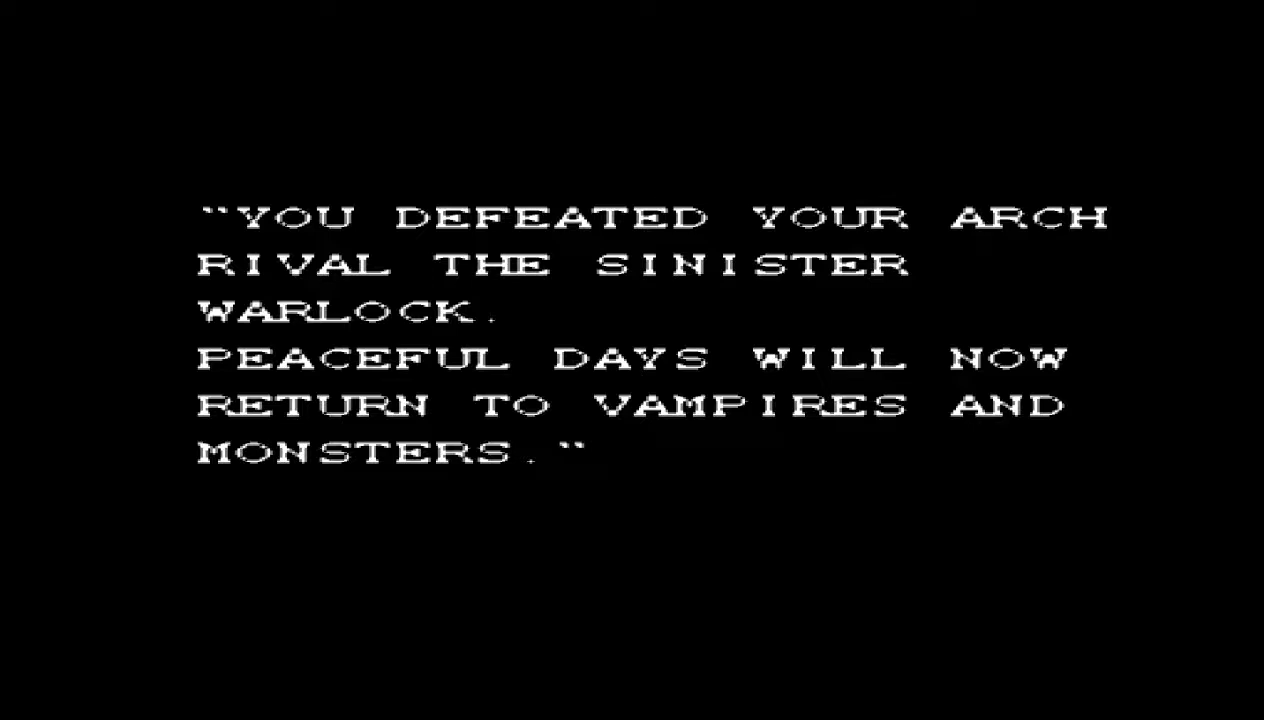 "YOU DEFEATED YOUR ARCH
RIVAL THE SINISTER
WARLOCK.
PEACEFUL DAYS WILL NOW
RETURN TO VAMPIRES AND
MONSTERS."